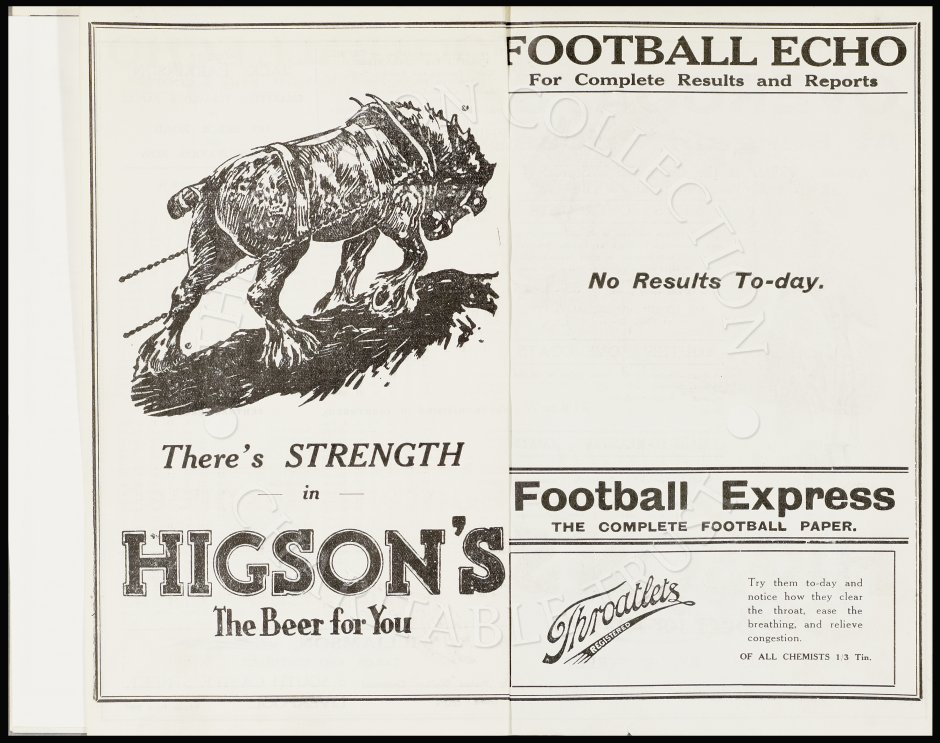 There's STRENGTH
in
HIGSON'S
The Beer for You
FOOTBALL ECHO
For Complete Results and Reports
No Results To-day.
Football Express
THE COMPLETE FOOTBALL PAPER.
Throatlets
REGISTERED
Try them to-day and
notice how they clear
the throat, ease the
breathing, and relieve
congestion.
OF ALL CHEMISTS 1/3 Tin.
COLLECTION